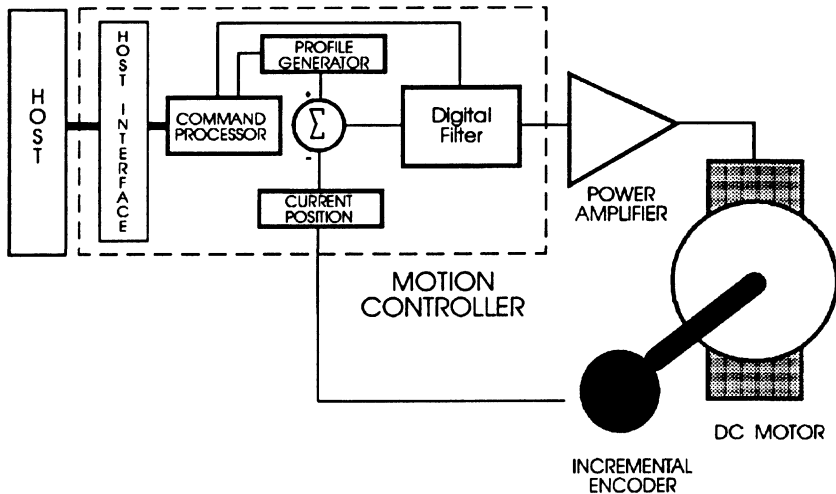 HOST
HOST INTERFACE
COMMAND
PROCESSOR
PROFILE
GENERATOR
+
Σ
-
CURRENT
POSITION
Digital
Filter
MOTION
CONTROLLER
POWER
AMPLIFIER
DC MOTOR
INCREMENTAL
ENCODER